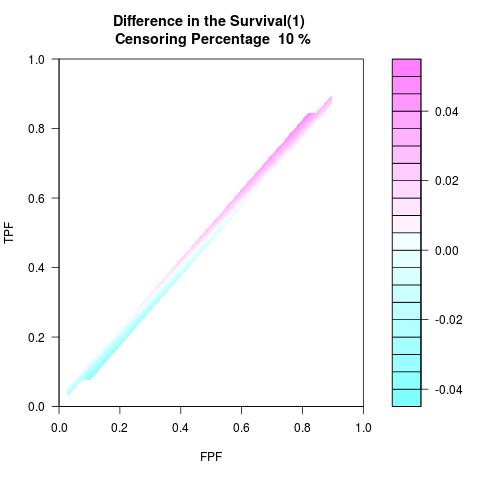 Difference in the Survival(1)
Censoring Percentage 10 %
TPF
1.0
0.8
0.6
0.4
0.2
0.0
0.0 0.2 0.4 0.6 0.8 1.0
FPF
0.04
0.02
0.00
-0.02
-0.04